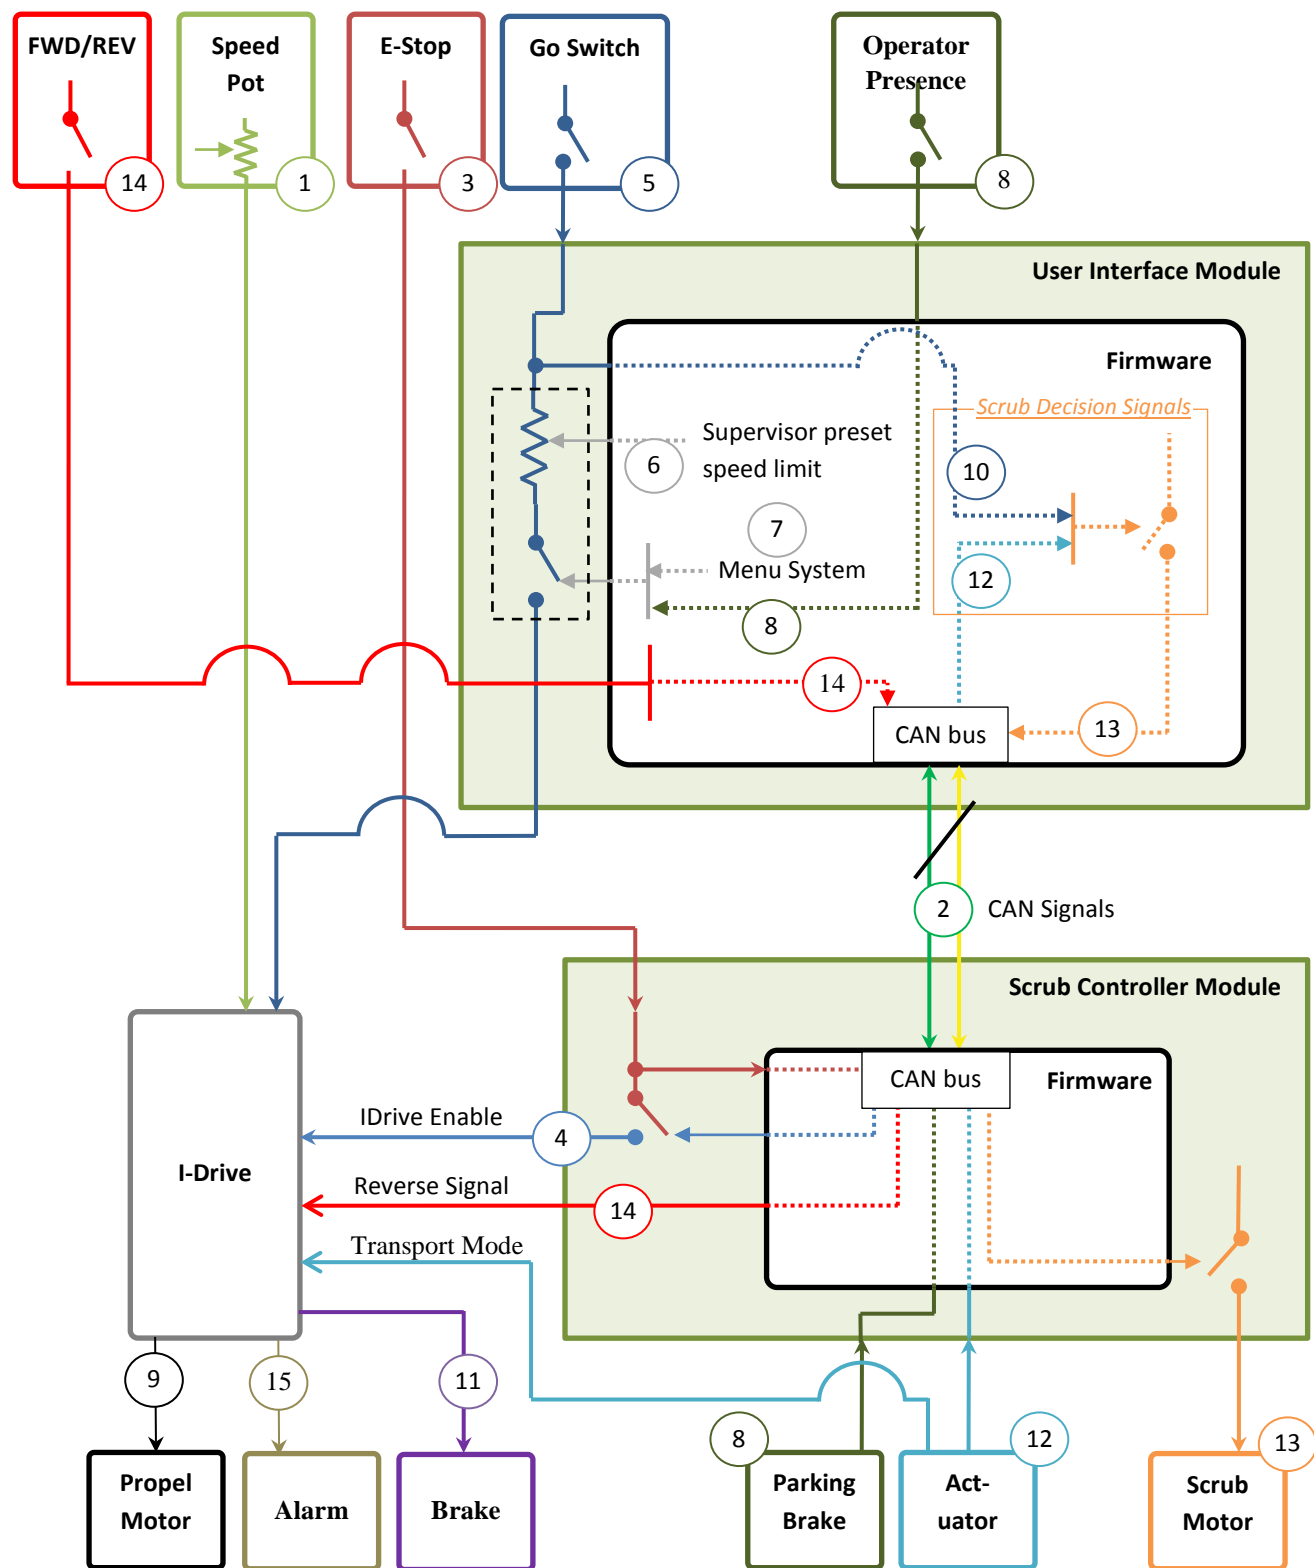 FWD/REV
14
Speed
Pot
1
E-Stop
3
Go Switch
5
Operator
Presence
8
User Interface Module
Firmware
Scrub Decision Signals
10
12
Supervisor preset
speed limit
6
7
Menu System
8
14
CAN bus
13
2
CAN Signals
Scrub Controller Module
CAN bus
Firmware
I-Drive
IDrive Enable
4
Reverse Signal
14
Transport Mode
9
15
11
Propel
Motor
Alarm
Brake
8
Parking
Brake
12
Act-
uator
13
Scrub
Motor